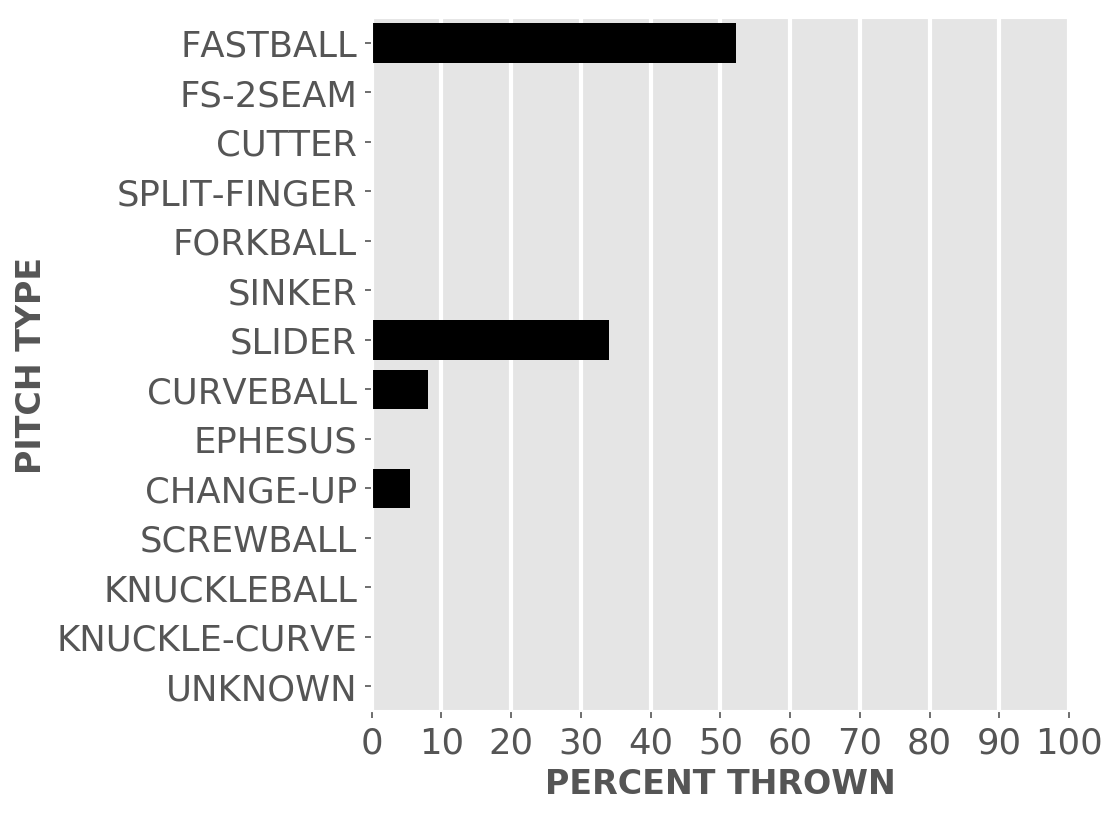 FASTBALL
FS-2SEAM
CUTTER
SPLIT-FINGER
FORKBALL
SINKER
SLIDER
CURVEBALL
EPHESUS
CHANGE-UP
SCREWBALL
KNUCKLEBALL
KNUCKLE-CURVE
UNKNOWN
PITCH TYPE
0 10 20 30 40 50 60 70 80 90 100
PERCENT THROWN